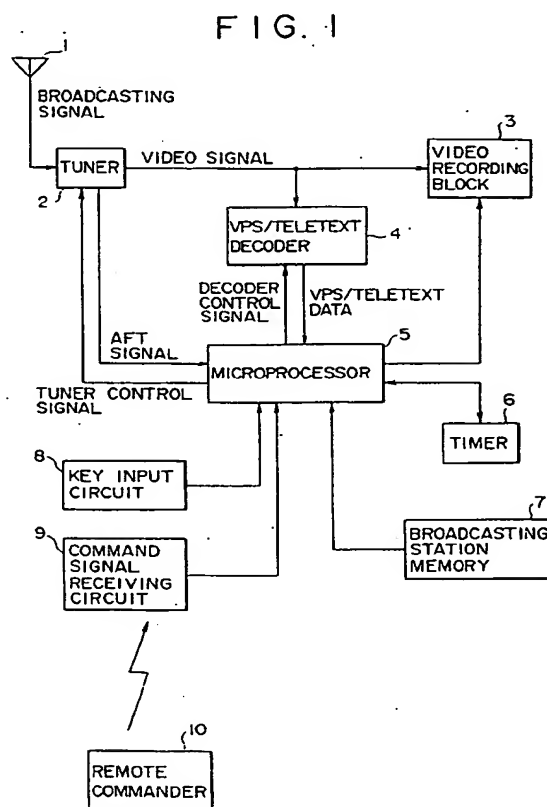 FIG. 1
1
BROADCASTING
SIGNAL
TUNER
2
VIDEO SIGNAL
3
VIDEO
RECORDING
BLOCK
VPS/TELETEXT
DECODER
4
DECODER
CONTROL
SIGNAL
VPS/TELETEXT
DATA
AFT
SIGNAL
TUNER CONTROL
SIGNAL
5
MICROPROCESSOR
6
TIMER
8
KEY INPUT
CIRCUIT
7
BROADCASTING
STATION
MEMORY
9
COMMAND
SIGNAL
RECEIVING
CIRCUIT
10
REMOTE
COMMANDER